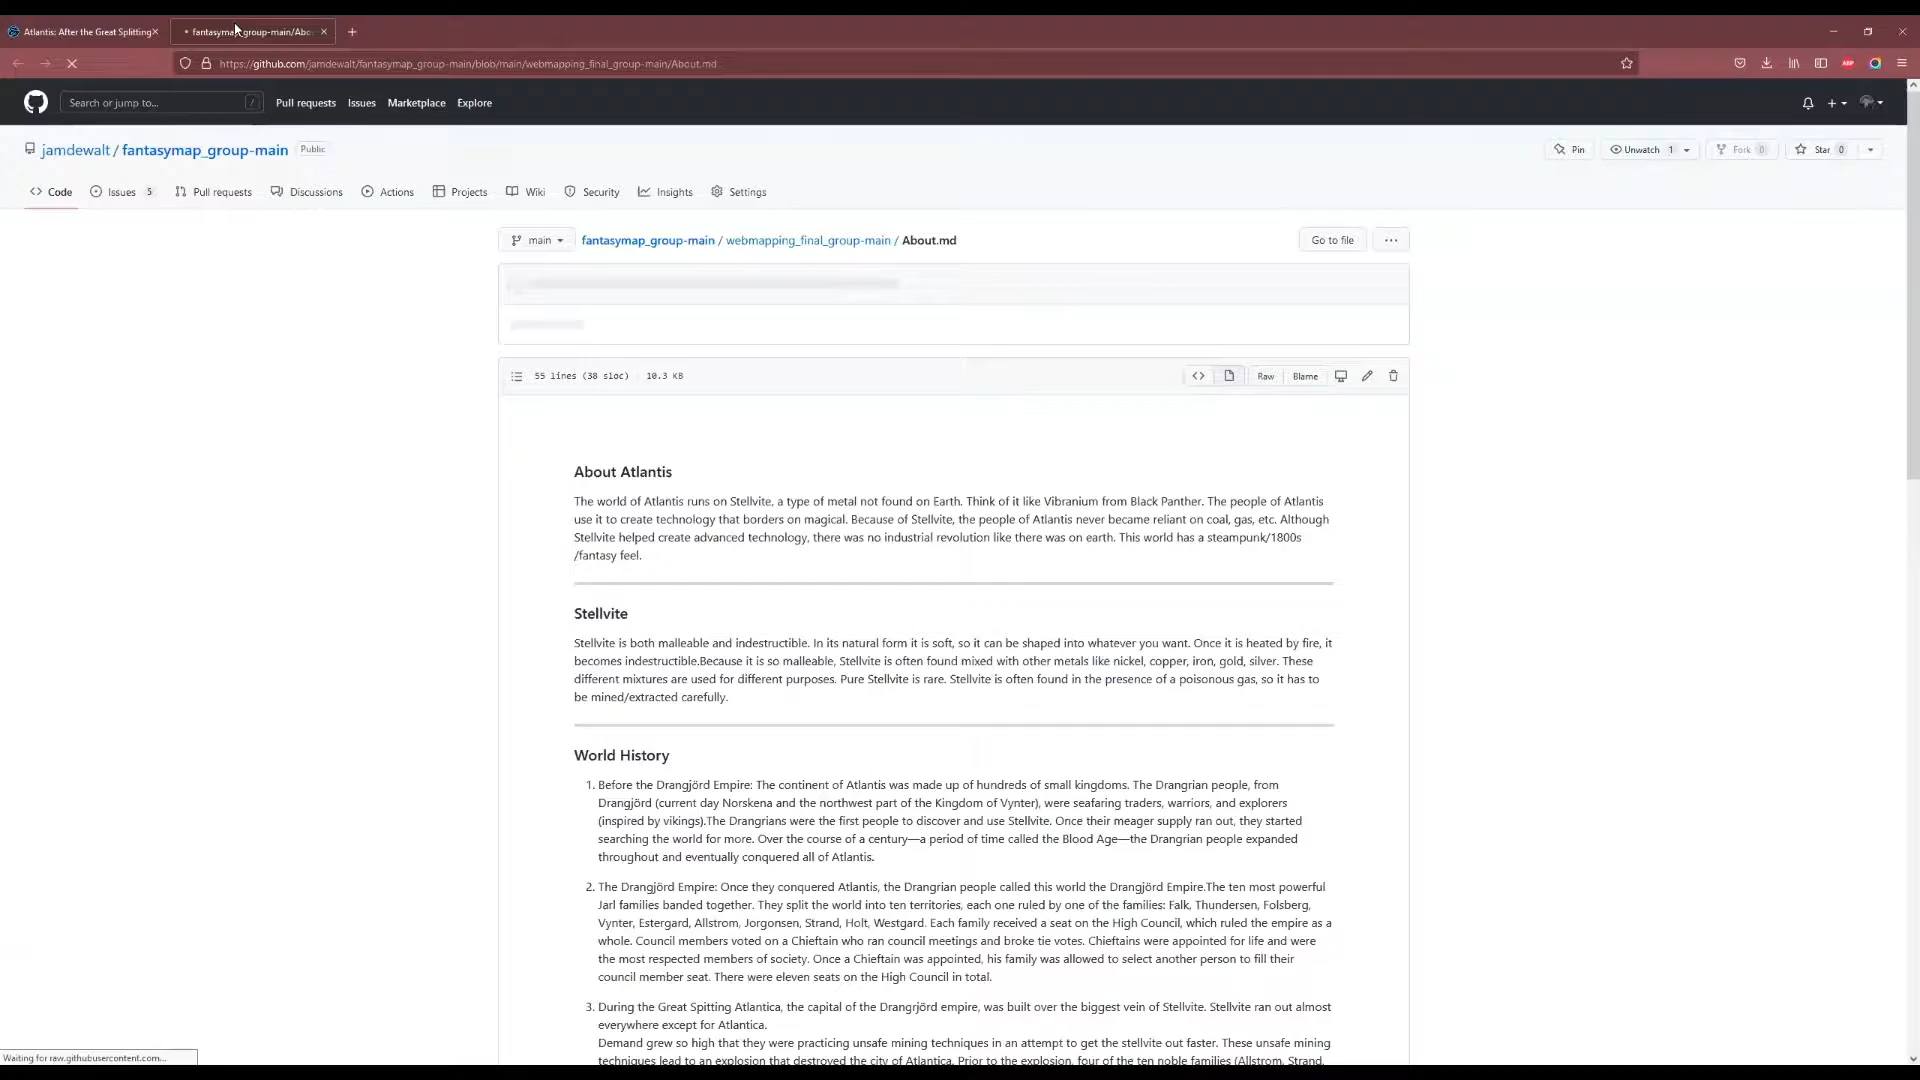 Atlantis: After the Great Splitting
fantasymap_group-main/Abo
https://github.com/jamdewalt/fantasymap_group-main/blob/main/webmapping_final_group-main/About.md
ABP
Search or jump to...
/
Pull requests
Issues
Marketplace
Explore
jamdewalt / fantasymap_group-main
Public
Pin
Unwatch 1
Fork 0
Star 0
Code
Issues 5
Pull requests
Discussions
Actions
Projects
Wiki
Security
Insights
Settings
main
fantasymap_group-main / webmapping_final_group-main / About.md
Go to file
55 lines (38 sloc)
10.3 KB
Raw
Blame
About Atlantis
The world of Atlantis runs on Stellvite, a type of metal not found on Earth. Think of it like Vibranium from Black Panther. The people of Atlantis
use it to create technology that borders on magical. Because of Stellvite, the people of Atlantis never became reliant on coal, gas, etc. Although
Stellvite helped create advanced technology, there was no industrial revolution like there was on earth. This world has a steampunk/1800s
/fantasy feel.
Stellvite
Stellvite is both malleable and indestructible. In its natural form it is soft, so it can be shaped into whatever you want. Once it is heated by fire, it
becomes indestructible.Because it is so malleable, Stellvite is often found mixed with other metals like nickel, copper, iron, gold, silver. These
different mixtures are used for different purposes. Pure Stellvite is rare. Stellvite is often found in the presence of a poisonous gas, so it has to
be mined/extracted carefully.
World History
1. Before the Drangjörd Empire: The continent of Atlantis was made up of hundreds of small kingdoms. The Drangrian people, from
Drangjörd (current day Norskena and the northwest part of the Kingdom of Vynter), were seafaring traders, warriors, and explorers
(inspired by vikings).The Drangrians were the first people to discover and use Stellvite. Once their meager supply ran out, they started
searching the world for more. Over the course of a century—a period of time called the Blood Age—the Drangrian people expanded
throughout and eventually conquered all of Atlantis.
2. The Drangjörd Empire: Once they conquered Atlantis, the Drangrian people called this world the Drangjörd Empire.The ten most powerful
Jarl families banded together. They split the world into ten territories, each one ruled by one of the families: Falk, Thundersen, Folsberg,
Vynter, Estergard, Allstrom, Jorgonsen, Strand, Holt, Westgard. Each family received a seat on the High Council, which ruled the empire as a
whole. Council members voted on a Chieftain who ran council meetings and broke tie votes. Chieftains were appointed for life and were
the most respected members of society. Once a Chieftain was appointed, his family was allowed to select another person to fill their
council member seat. There were eleven seats on the High Council in total.
3. During the Great Spitting Atlantica, the capital of the Drangrjörd empire, was built over the biggest vein of Stellvite. Stellvite ran out almost
everywhere except for Atlantica.
Demand grew so high that they were practicing unsafe mining techniques in an attempt to get the stellvite out faster. These unsafe mining
techniques lead to an explosion that destroyed the city of Atlantica. Prior to the explosion, four of the ten noble families (Allstrom, Strand,
Waiting for raw.githubusercontent.com...